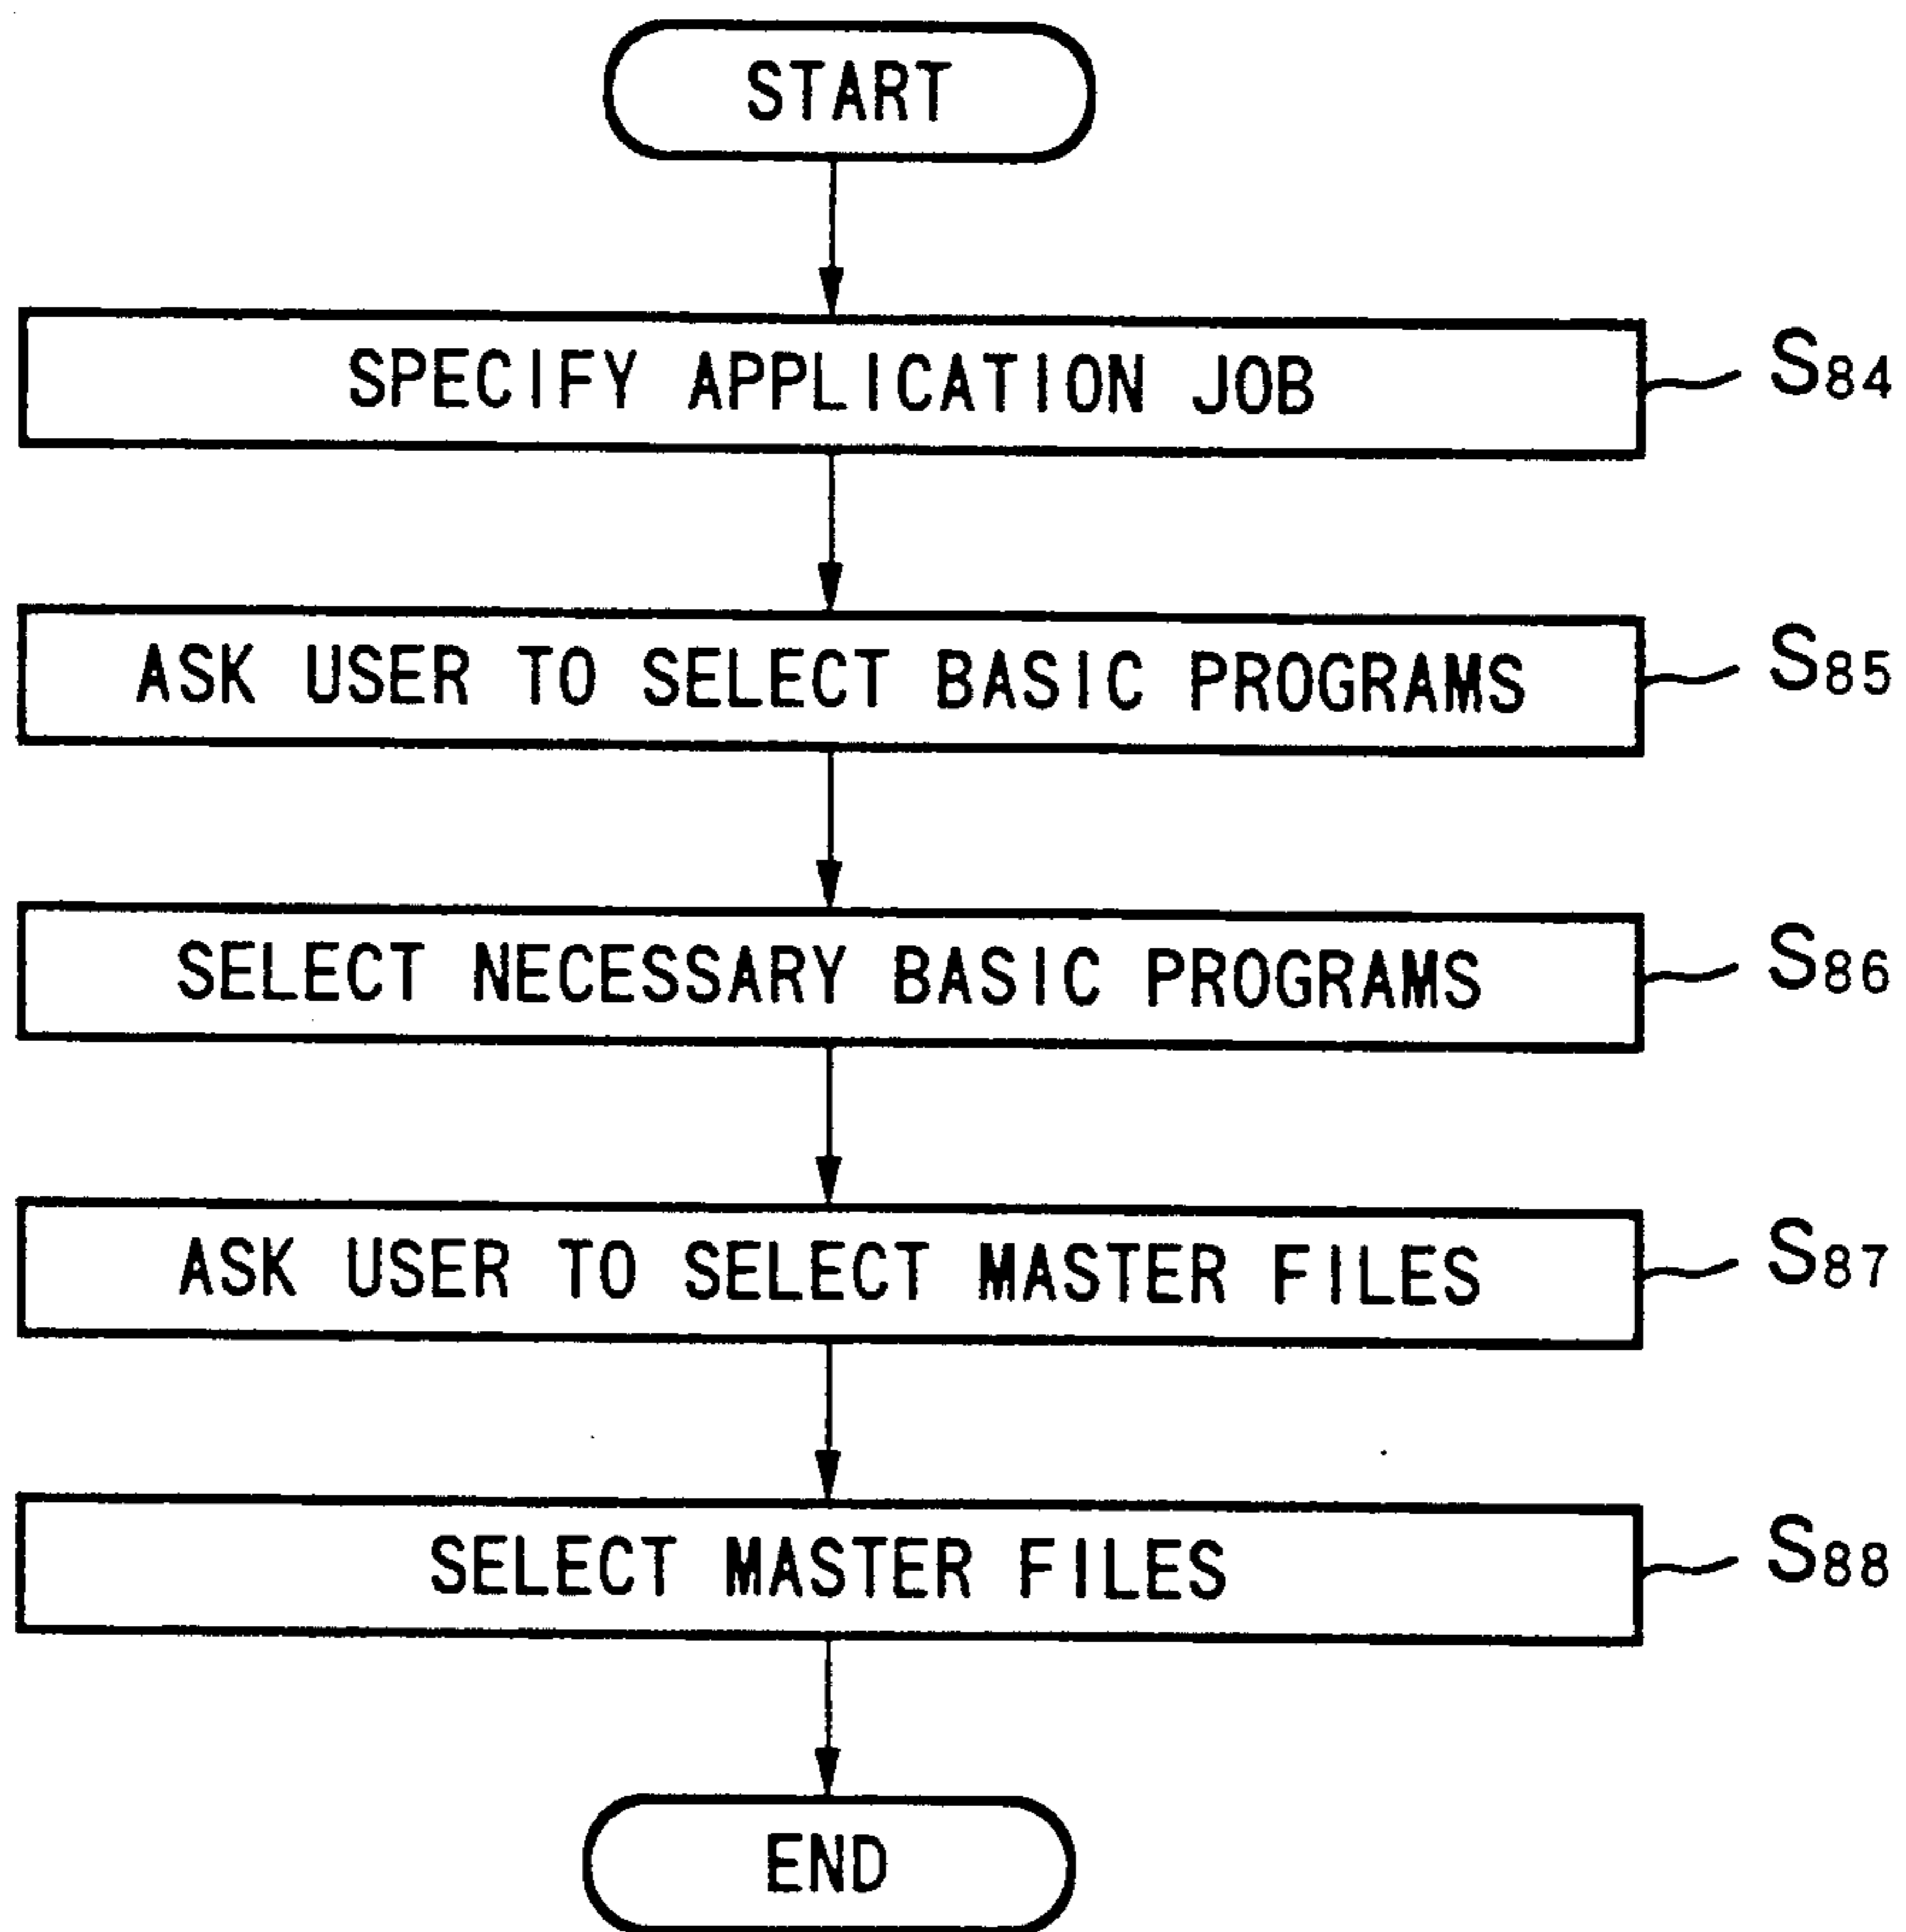 START
SPECIFY APPLICATION JOB
S84
ASK USER TO SELECT BASIC PROGRAMS
S85
SELECT NECESSARY BASIC PROGRAMS
S86
ASK USER TO SELECT MASTER FILES
S87
SELECT MASTER FILES
S88
END